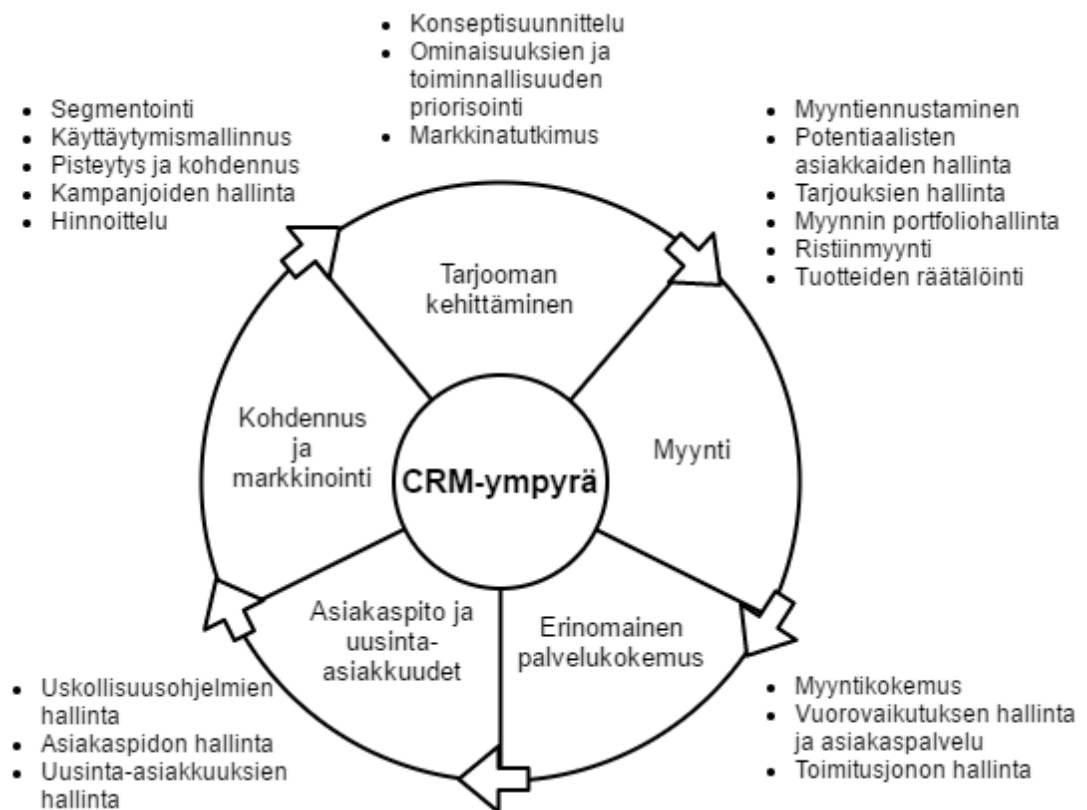 • Konseptisuunnittelu
• Ominaisuuksien ja
toiminnallisuuden
priorisointi
• Markkinatutkimus
• Segmentointi
• Käyttäytymismallinnus
• Pisteytys ja kohdennus
• Kampanjoiden hallinta
• Hinnoittelu
• Myyntiennustaminen
• Potentiaalisten
asiakkaiden hallinta
• Tarjouksien hallinta
• Myynnin portfoliohallinta
• Ristiinmyynti
• Tuotteiden räätälöinti
Tarjooman
kehittäminen
Kohdennus
ja
markkinointi
CRM-ympyrä
Myynti
Asiakaspito ja
uusinta-
asiakkuudet
Erinomainen
palvelukokemus
• Uskollisuusohjelmien
hallinta
• Asiakaspidon hallinta
• Uusinta-asiakkuuksien
hallinta
• Myyntikokemus
• Vuorovaikutuksen hallinta
ja asiakaspalvelu
• Toimitusjonon hallinta